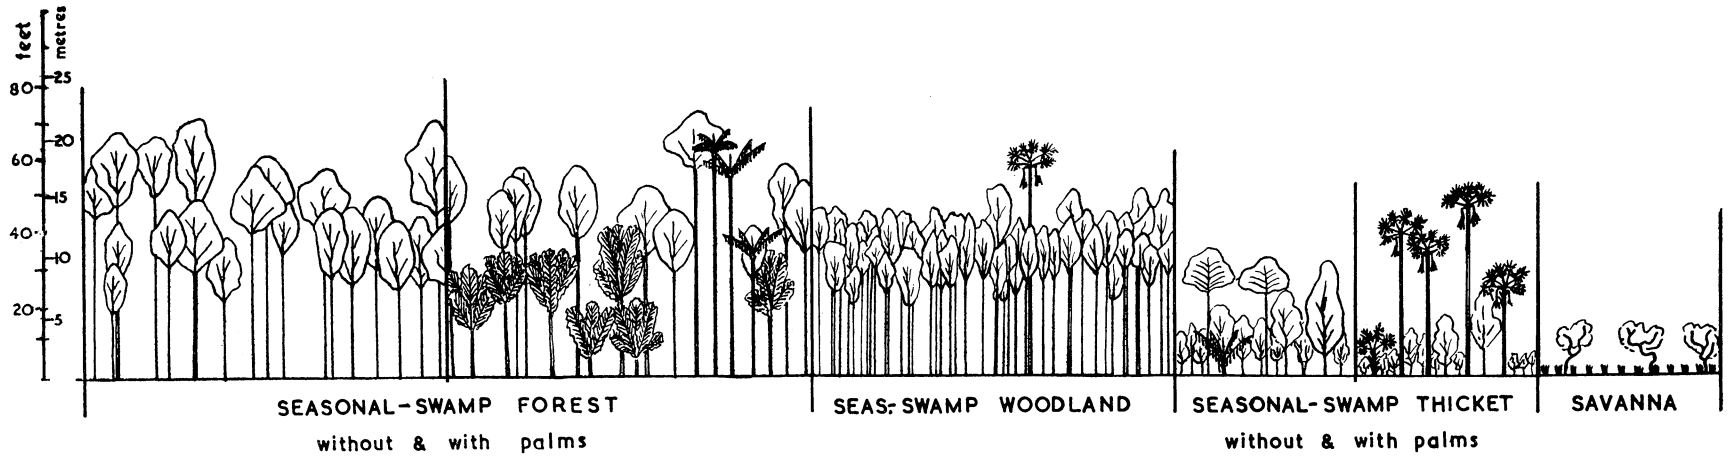 feet
metres
80
25
20
60
15
40
10
20
5
SEASONAL-SWAMP FOREST
without & with palms
SEAS:-SWAMP WOODLAND
SEASONAL-SWAMP THICKET
without & with palms
SAVANNA